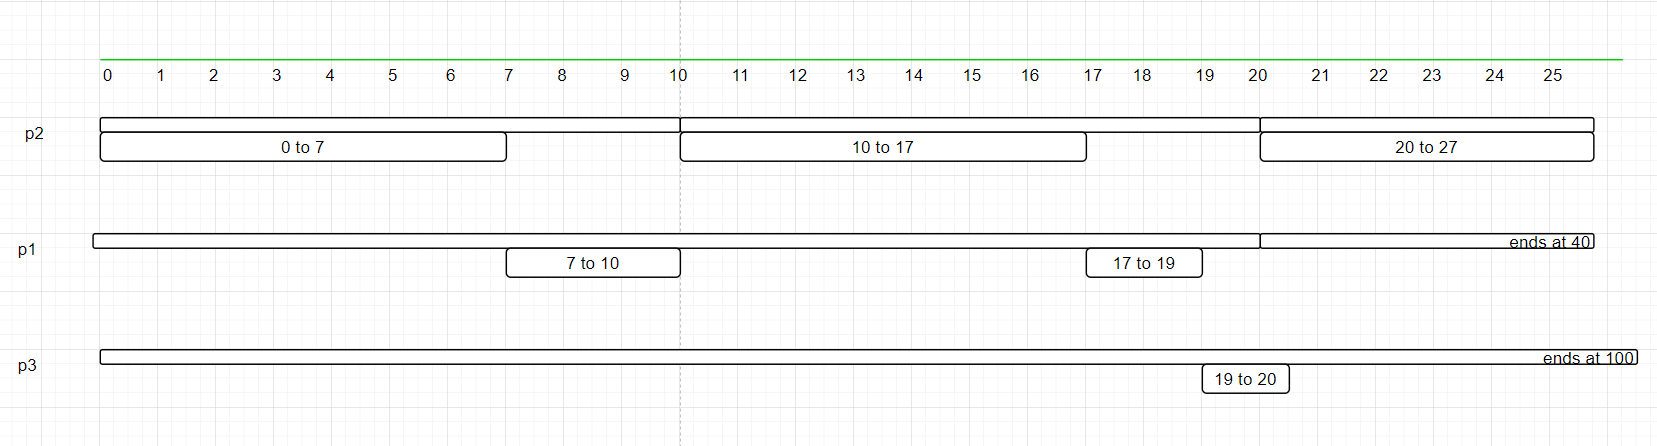 0 1 2 3 4 5 6 7 8 9 10 11 12 13 14 15 16 17 18 19 20 21 22 23 24 25
p2
0 to 7 10 to 17 20 to 27
p1
ends at 40
7 to 10 17 to 19
p3
ends at 100
19 to 20